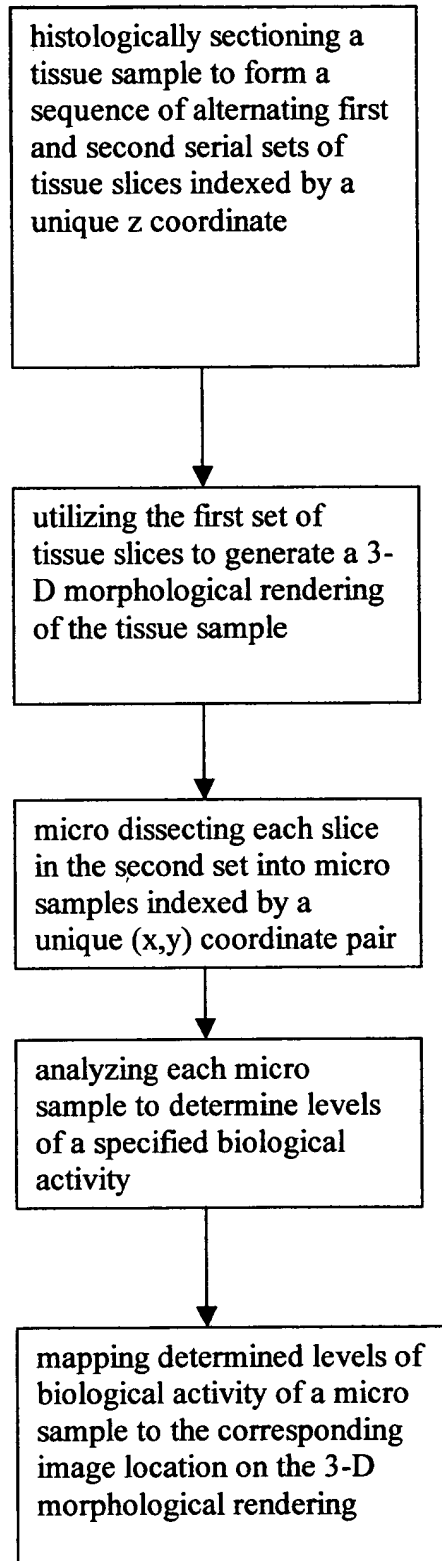 histologically sectioning a
tissue sample to form a
sequence of alternating first
and second serial sets of
tissue slices indexed by a
unique z coordinate
utilizing the first set of
tissue slices to generate a 3-
D morphological rendering
of the tissue sample
micro dissecting each slice
in the second set into micro
samples indexed by a
unique (x,y) coordinate pair
analyzing each micro
sample to determine levels
of a specified biological
activity
mapping determined levels of
biological activity of a micro
sample to the corresponding
image location on the 3-D
morphological rendering